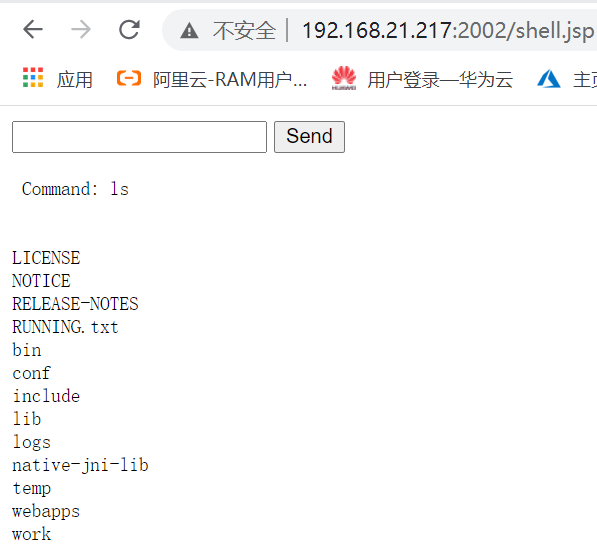 不安全 | 192.168.21.217:2002/shell.jsp
应用 阿里云-RAM用户... HUAWEI 用户登录—华为云 主页
Send
Command: ls
LICENSE
NOTICE
RELEASE-NOTES
RUNNING.txt
bin
conf
include
lib
logs
native-jni-lib
temp
webapps
work